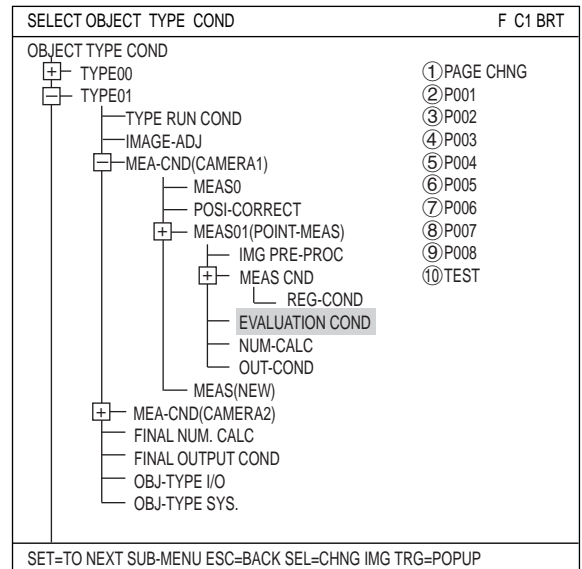 SELECT OBJECT TYPE COND F C1 BRT
OBJECT TYPE COND
TYPE00
TYPE01
TYPE RUN COND
IMAGE-ADJ
MEA-CND(CAMERA1)
MEAS0
POSI-CORRECT
MEAS01(POINT-MEAS)
IMG PRE-PROC
MEAS CND
REG-COND
EVALUATION COND
NUM-CALC
OUT-COND
MEAS(NEW)
MEA-CND(CAMERA2)
FINAL NUM. CALC
FINAL OUTPUT COND
OBJ-TYPE I/O
OBJ-TYPE SYS.
①PAGE CHNG
②P001
③P002
④P003
⑤P004
⑥P005
⑦P006
⑧P007
⑨P008
⑩TEST
SET=TO NEXT SUB-MENU ESC=BACK SEL=CHNG IMG TRG=POPUP